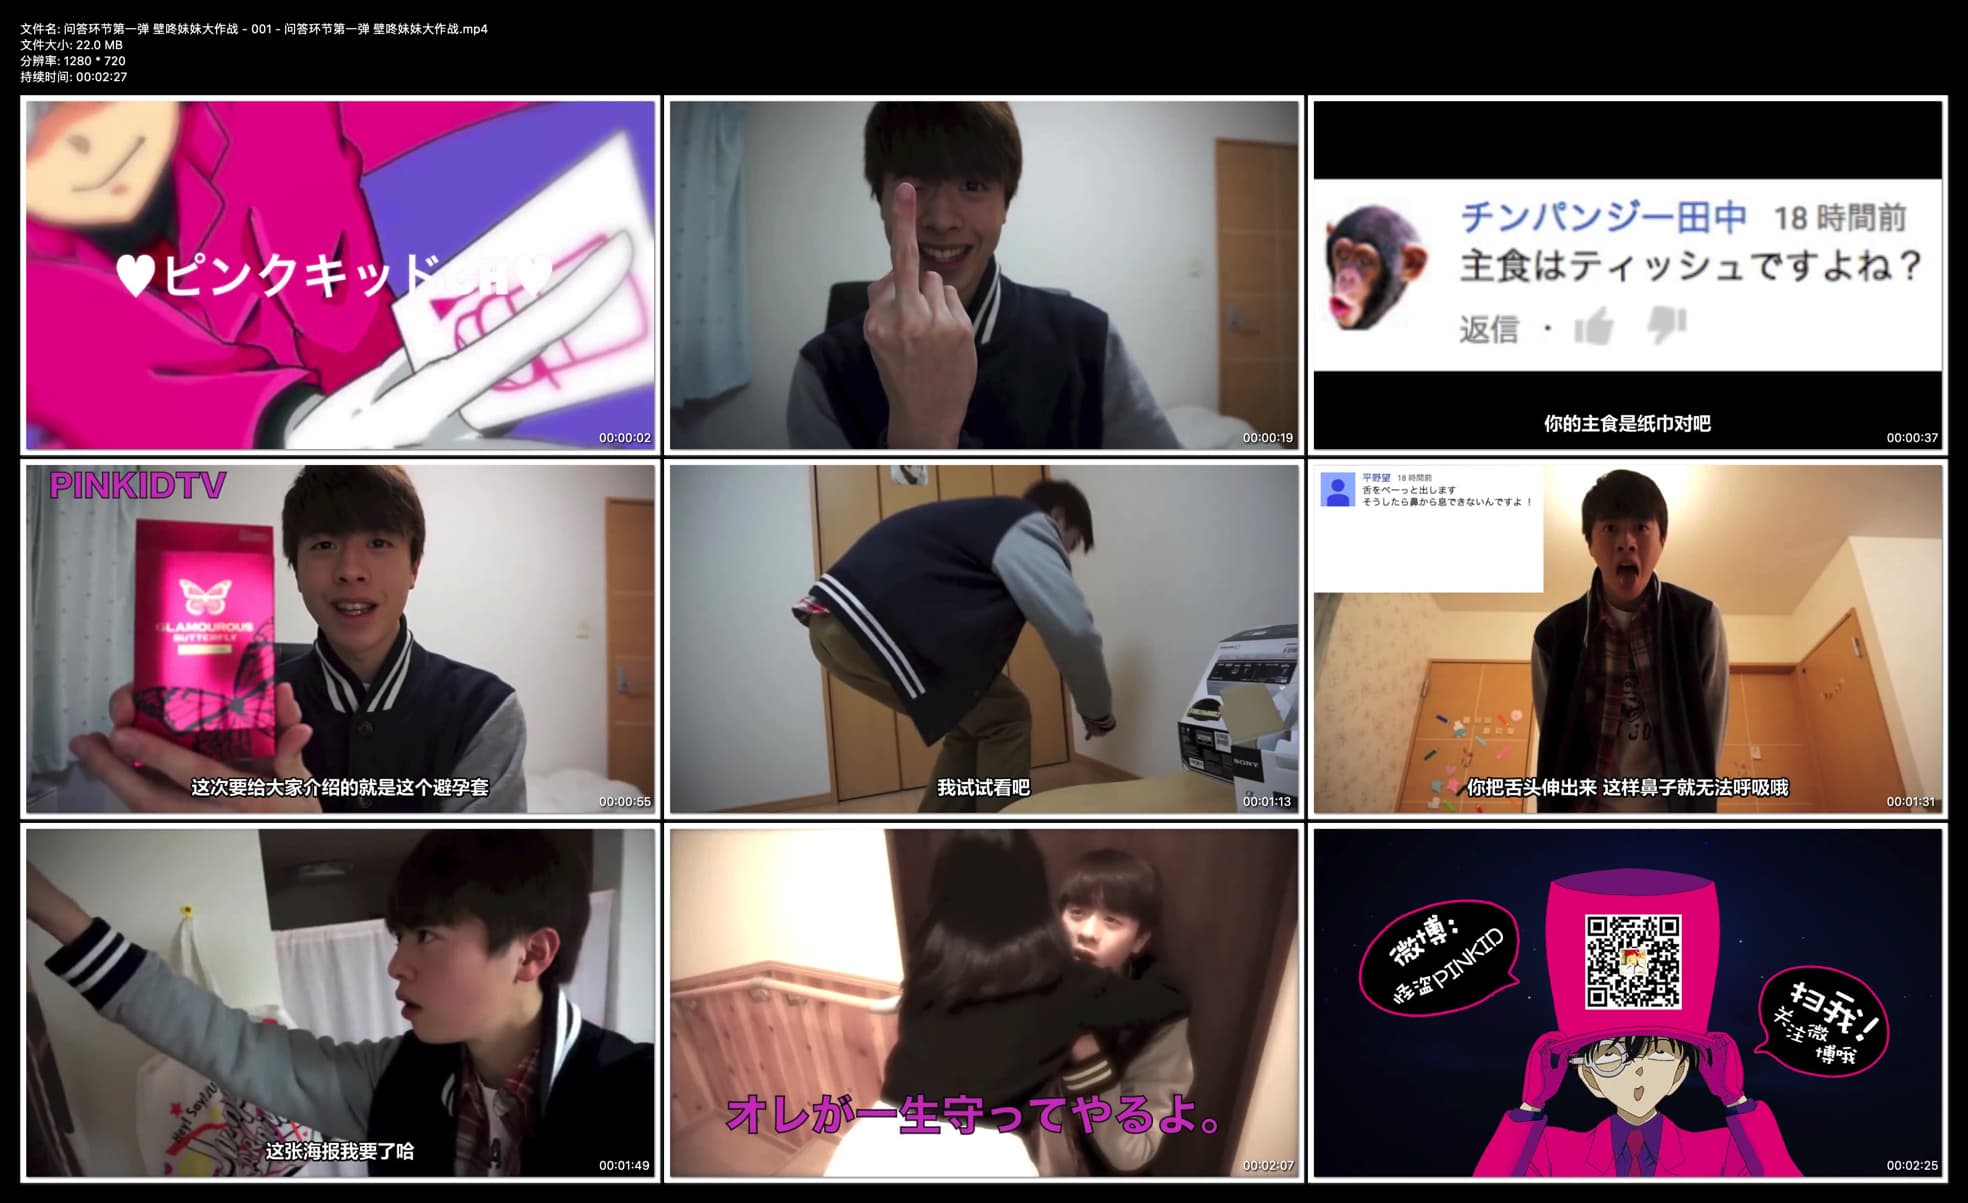 文件名: 问答环节第一弹 壁咚妹妹大作战 - 001 - 问答环节第一弹 壁咚妹妹大作战.mp4
文件大小: 22.0 MB
分辨率: 1280 * 720
持续时间: 00:02:27
♥ピンクキッドCH♥
00:00:02
00:00:19
チンパンジー田中 18 時間前
主食はティッシュですよね？
返信 ·
你的主食是纸巾对吧
00:00:37
PINKIDTV
GLAMOUROUS
BUTTERFLY
这次要给大家介绍的就是这个避孕套
00:00:55
SONY
我试试看吧
00:01:13
平野望 18 時間前
舌をべーっと出します
そうしたら鼻から息できないんですよ！
你把舌头伸出来 这样鼻子就无法呼吸哦
00:01:31
Hey! Say!
这张海报我要了哈
00:01:49
オレが一生守ってやるよ。
00:02:07
微博:
怪盗PINKID
扫我!
关注微
博哦
00:02:25